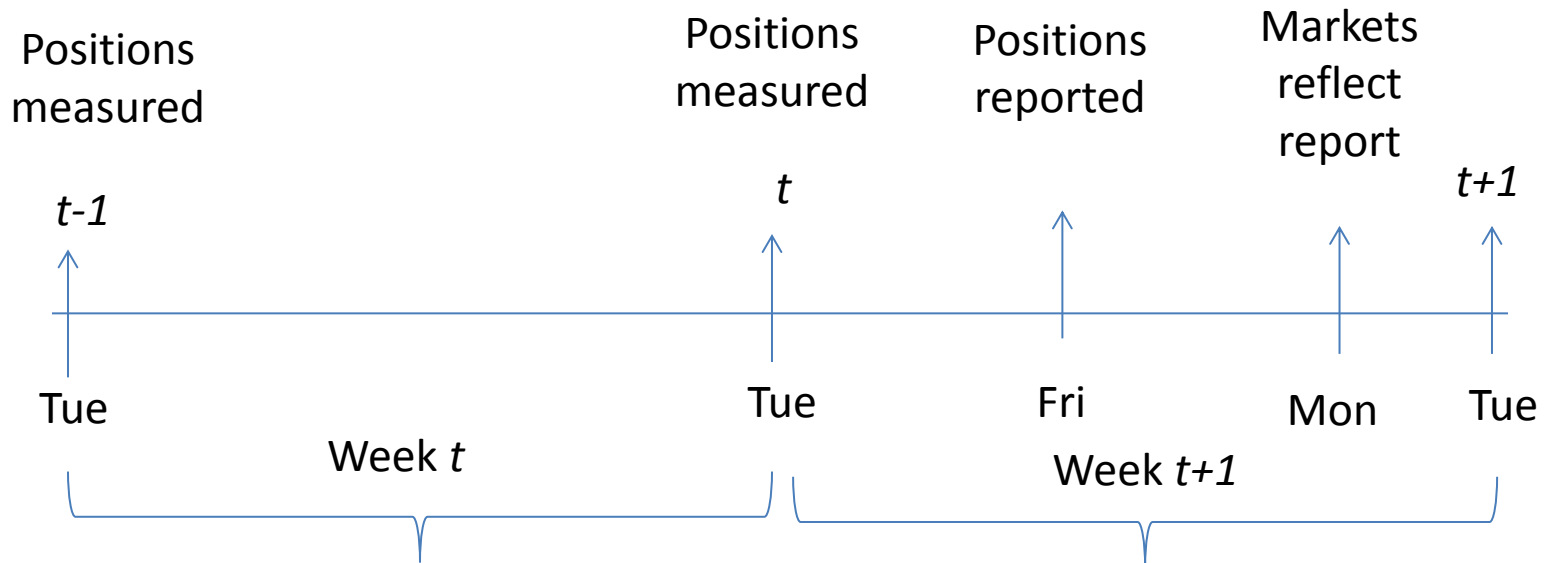 Positions
measured
Positions
measured
Positions
reported
Markets
reflect
report
t-1
t
t+1
Tue
Tue
Fri
Mon
Tue
Week t
Week t+1